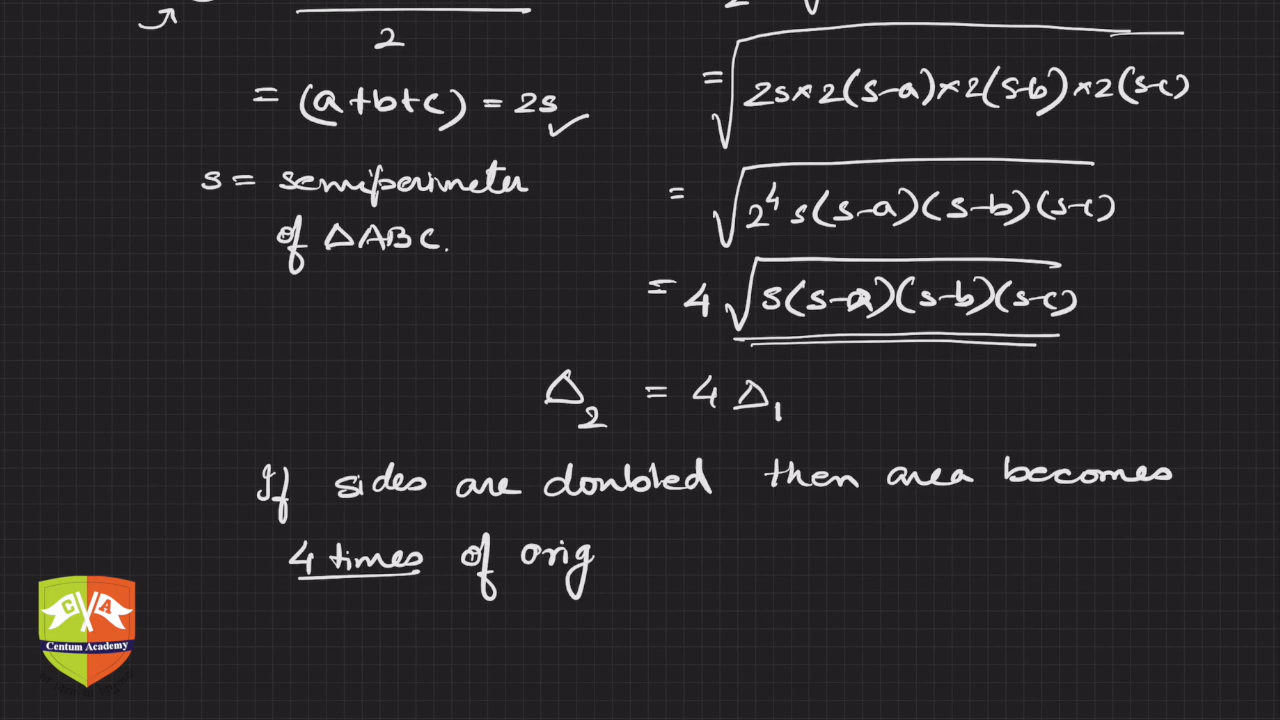 2
= (a+b+c) = 2s ✓
s = semiperimeter
of ΔABC.
2 √
= √2s×2(s-a)×2(s-b)×2(s-c)
= √2⁴ s(s-a)(s-b)(s-c)
= 4 √s(s-a)(s-b)(s-c)
Δ₂ = 4 Δ₁
If sides are doubled then area becomes
4 times of orig
C A
Centum Academy